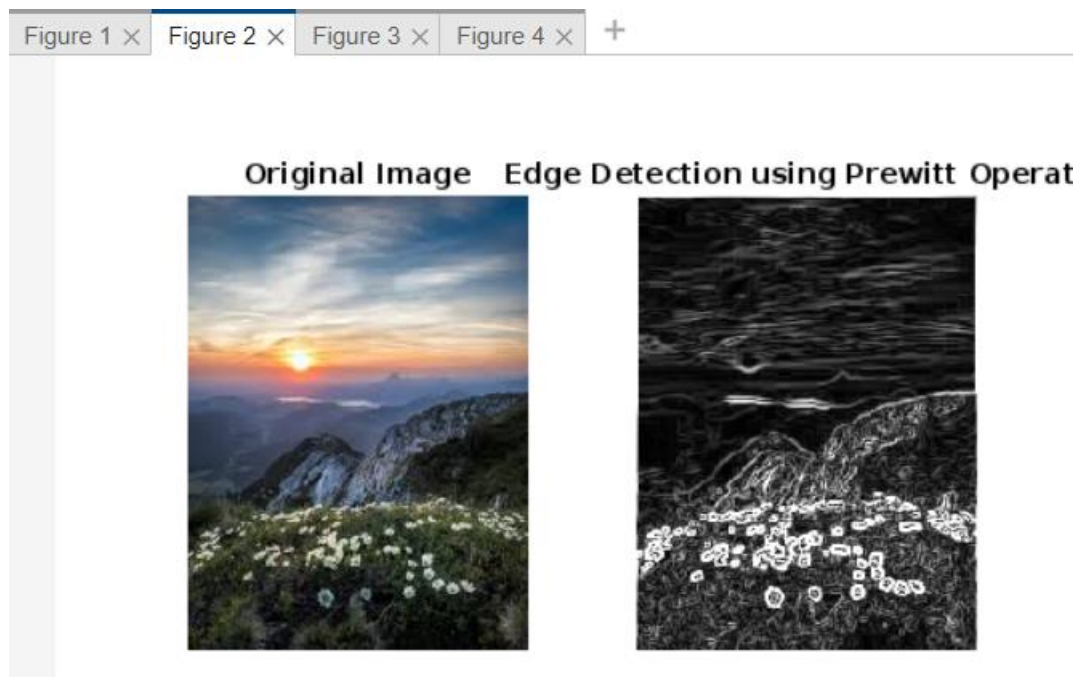 Figure 1 × Figure 2 × Figure 3 × Figure 4 × +
Original Image Edge Detection using Prewitt Operat